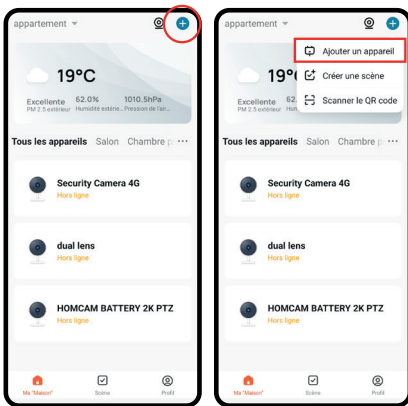 appartement
19°C
Excellente 62.0% 1010.5hPa
PM 2.5 extérieur Humidité extérie... Pression de l'air...
Tous les appareils Salon Chambre p ...
Security Camera 4G
Hors ligne
dual lens
Hors ligne
HOMCAM BATTERY 2K PTZ
Hors ligne
Ma "Maison" Scène Profil
appartement
Ajouter un appareil
Créer une scène
Scanner le QR code
19°
Excellente 62.
PM 2.5 extérieur Hum
Tous les appareils Salon Chambre p ...
Security Camera 4G
Hors ligne
dual lens
Hors ligne
HOMCAM BATTERY 2K PTZ
Hors ligne
Ma "Maison" Scène Profil